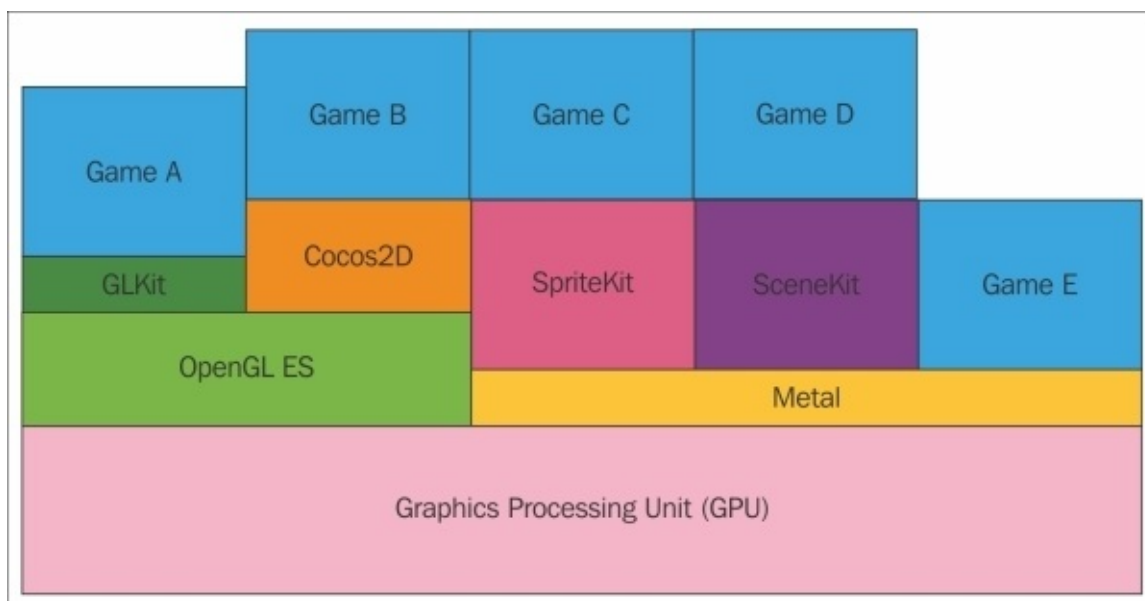 Game B
Game C
Game D
Game A
Cocos2D
GLKit
SpriteKit
SceneKit
Game E
OpenGL ES
Metal
Graphics Processing Unit (GPU)